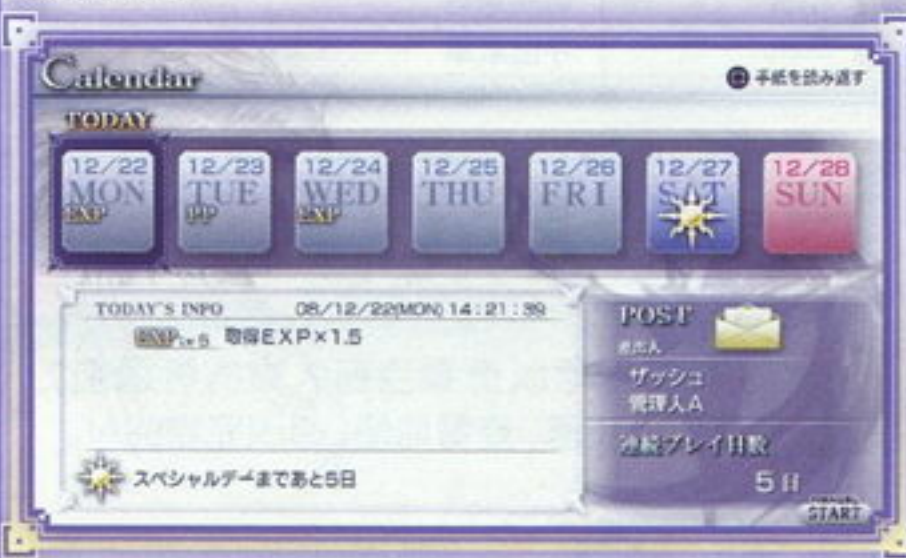 Calendar
手紙を読み返す
TODAY
12/22 12/23 12/24 12/25 12/26 12/27 12/28
MON TUE WED THU FRI SAT SUN
EXP PP EXP
TODAY'S INFO 08/12/22(MON) 14:21:39
EXP Lv 5 取得EXP×1.5
スペシャルデーまであと5日
POST
差出人
ザッシュ
管理人A
連続プレイ日数
5日
START